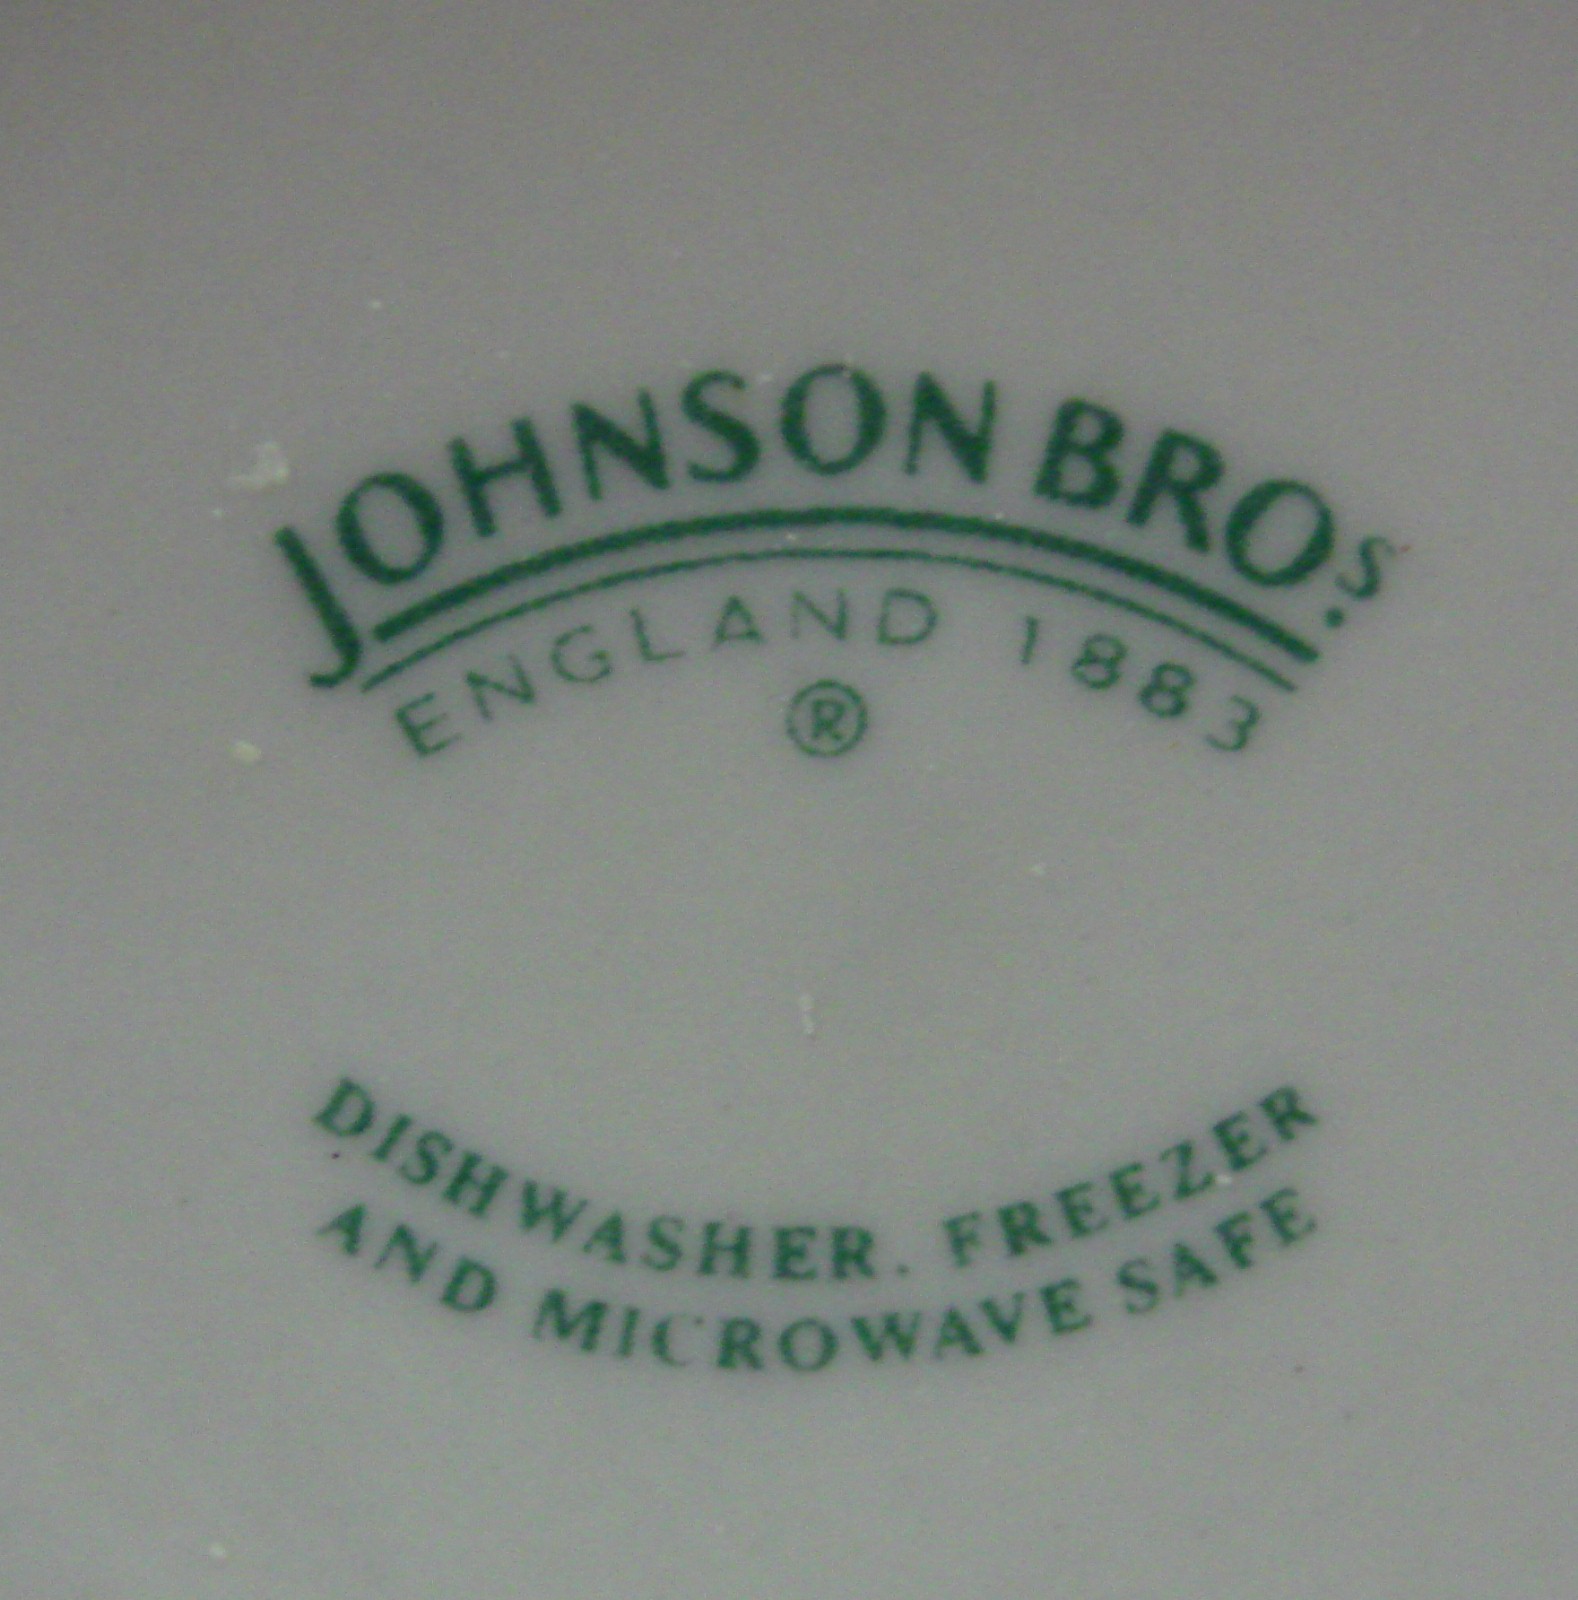 JOHNSON BROS.
ENGLAND 1883
®
DISHWASHER. FREEZER
AND MICROWAVE SAFE